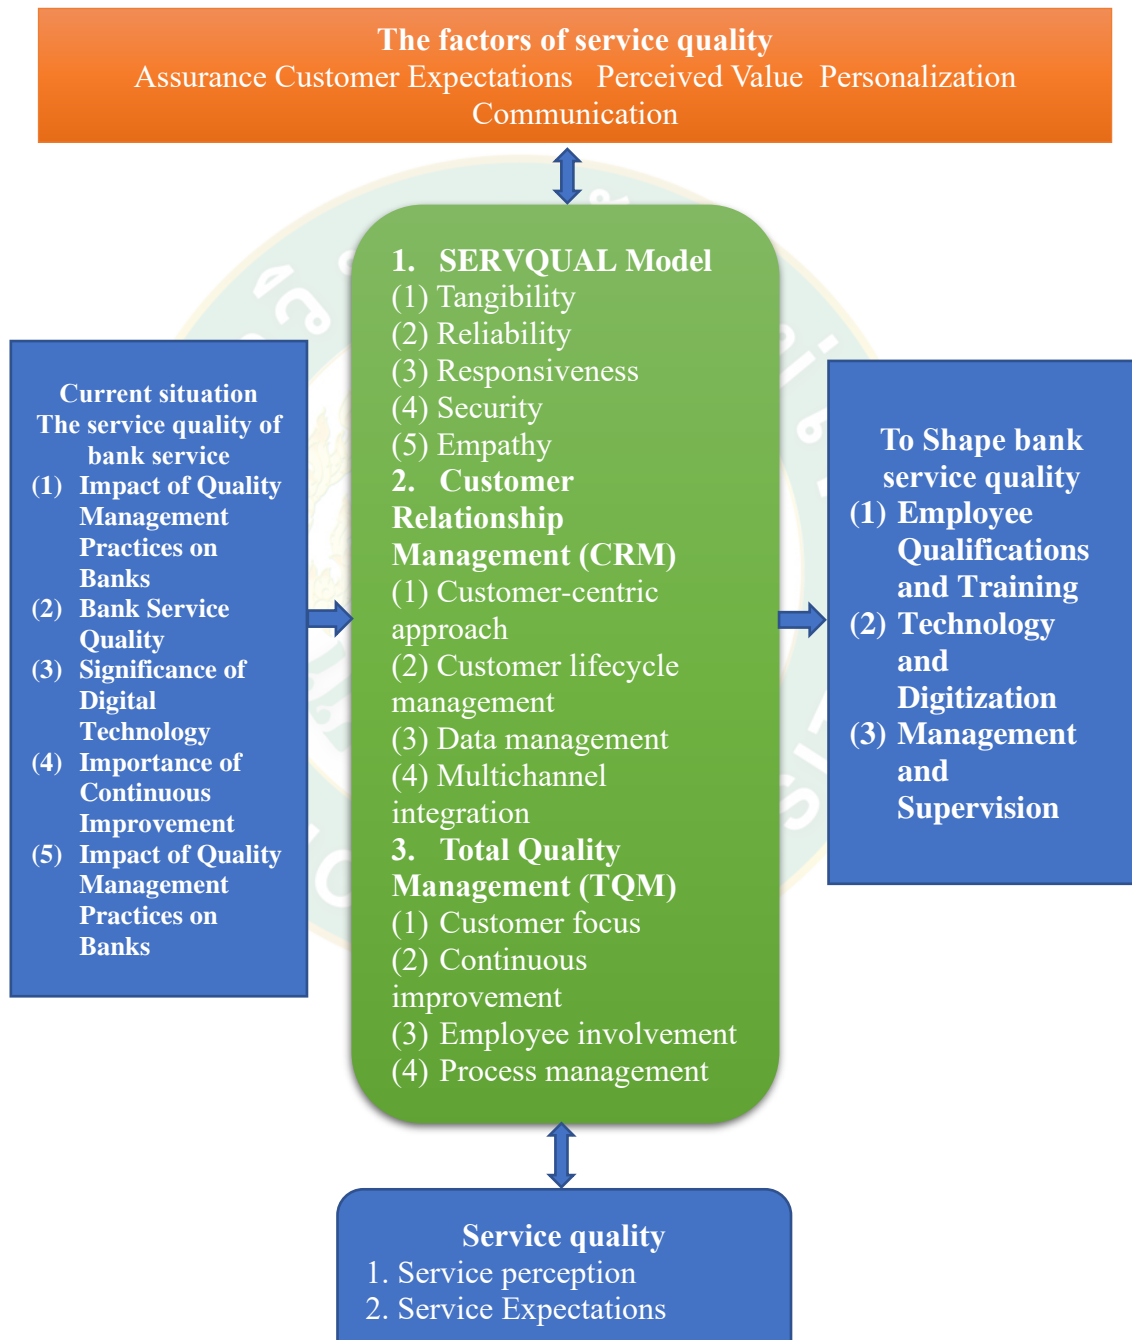 The factors of service quality
Assurance Customer Expectations   Perceived Value  Personalization
Communication
Current situation
The service quality of
bank service
(1) Impact of Quality
Management
Practices on
Banks
(2) Bank Service
Quality
(3) Significance of
Digital
Technology
(4) Importance of
Continuous
Improvement
(5) Impact of Quality
Management
Practices on
Banks
1. SERVQUAL Model
(1) Tangibility
(2) Reliability
(3) Responsiveness
(4) Security
(5) Empathy
2. Customer
Relationship
Management (CRM)
(1) Customer-centric
approach
(2) Customer lifecycle
management
(3) Data management
(4) Multichannel
integration
3. Total Quality
Management (TQM)
(1) Customer focus
(2) Continuous
improvement
(3) Employee involvement
(4) Process management
To Shape bank
service quality
(1) Employee
Qualifications
and Training
(2) Technology
and
Digitization
(3) Management
and
Supervision
Service quality
1. Service perception
2. Service Expectations